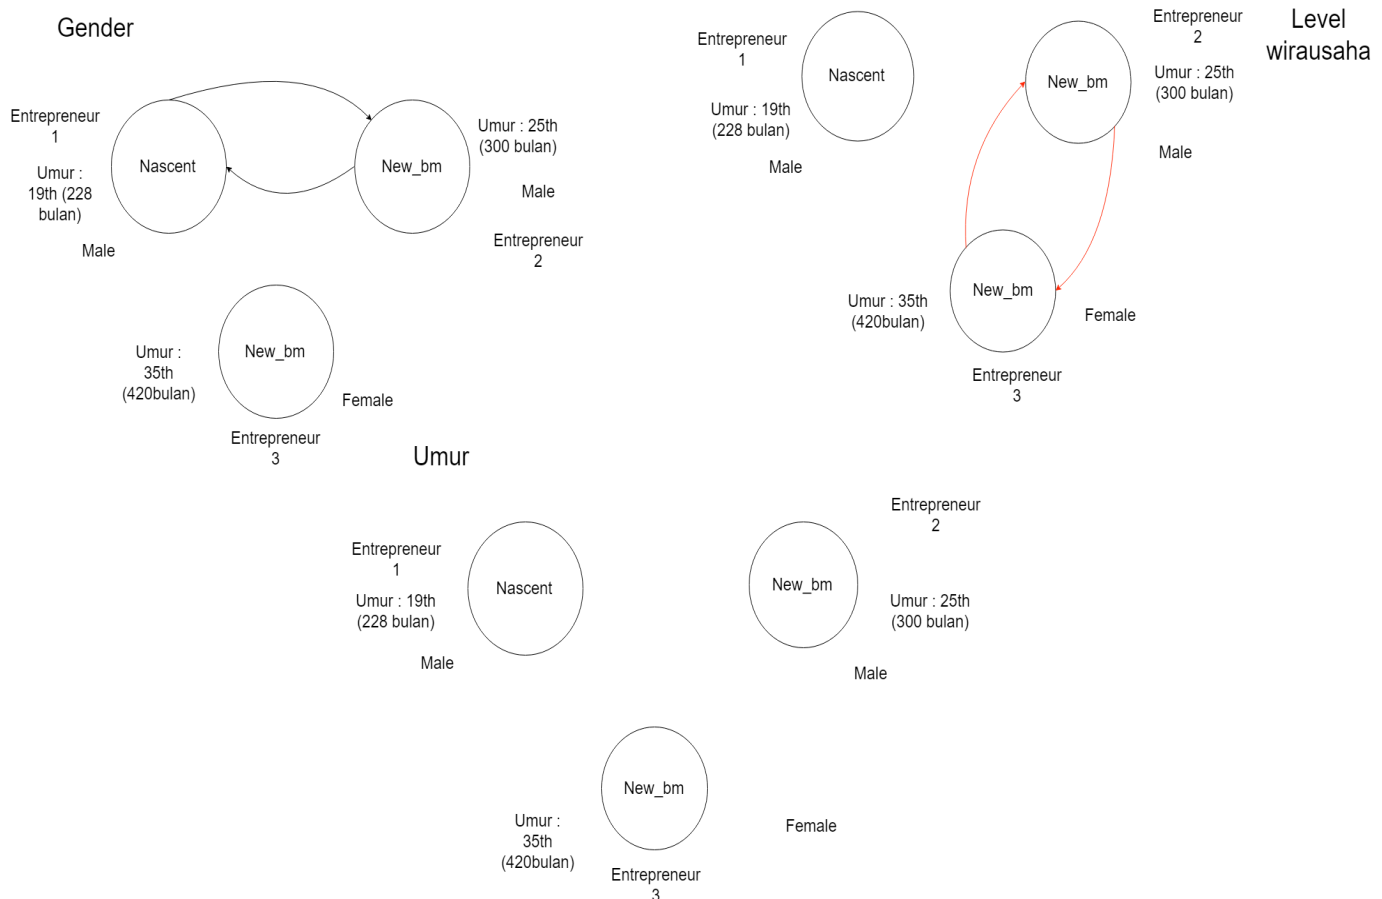 Gender
Entrepreneur
1
Umur :
19th (228
bulan)
Male
Nascent
New_bm
Umur : 25th
(300 bulan)
Male
Entrepreneur
2
Umur :
35th
(420bulan)
New_bm
Female
Entrepreneur
3
Level
wirausaha
Entrepreneur
1
Umur : 19th
(228 bulan)
Male
Nascent
New_bm
Entrepreneur
2
Umur : 25th
(300 bulan)
Male
Umur : 35th
(420bulan)
New_bm
Female
Entrepreneur
3
Umur
Entrepreneur
1
Umur : 19th
(228 bulan)
Male
Nascent
New_bm
Entrepreneur
2
Umur : 25th
(300 bulan)
Male
Umur :
35th
(420bulan)
New_bm
Female
Entrepreneur
3